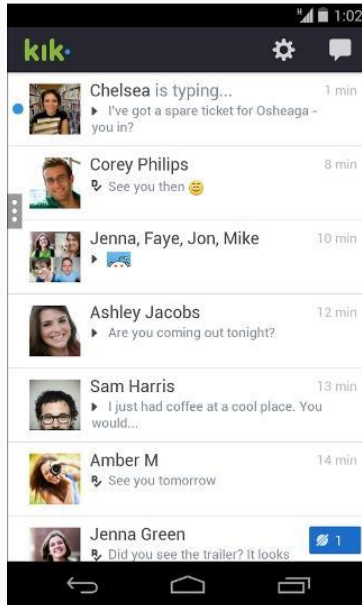 H 1:02
kik·
Chelsea is typing... 1 min
I've got a spare ticket for Osheaga -
you in?
Corey Philips 8 min
See you then
Jenna, Faye, Jon, Mike 10 min
Ashley Jacobs 12 min
Are you coming out tonight?
Sam Harris 13 min
I just had coffee at a cool place. You
would...
Amber M 14 min
See you tomorrow
Jenna Green
1
Did you see the trailer? It looks